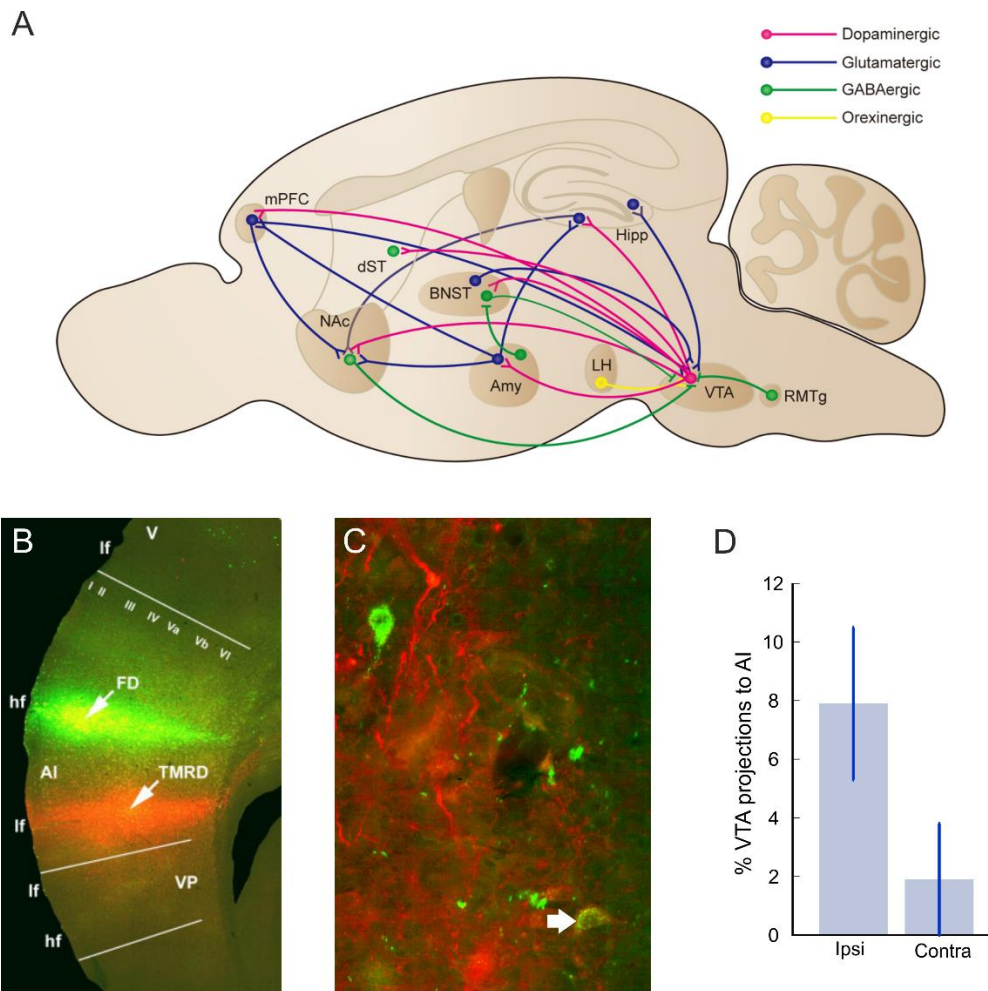 A
Dopaminergic
Glutamatergic
GABAergic
Orexinergic
mPFC
Hipp
dST
BNST
NAc
LH
Amy
VTA
RMTg
B
lf
V
I II III IV Va Vb VI
FD
hf
AI
TMRD
lf
lf
VP
hf
C
D
% VTA projections to AI
12
10
8
6
4
2
0
Ipsi Contra